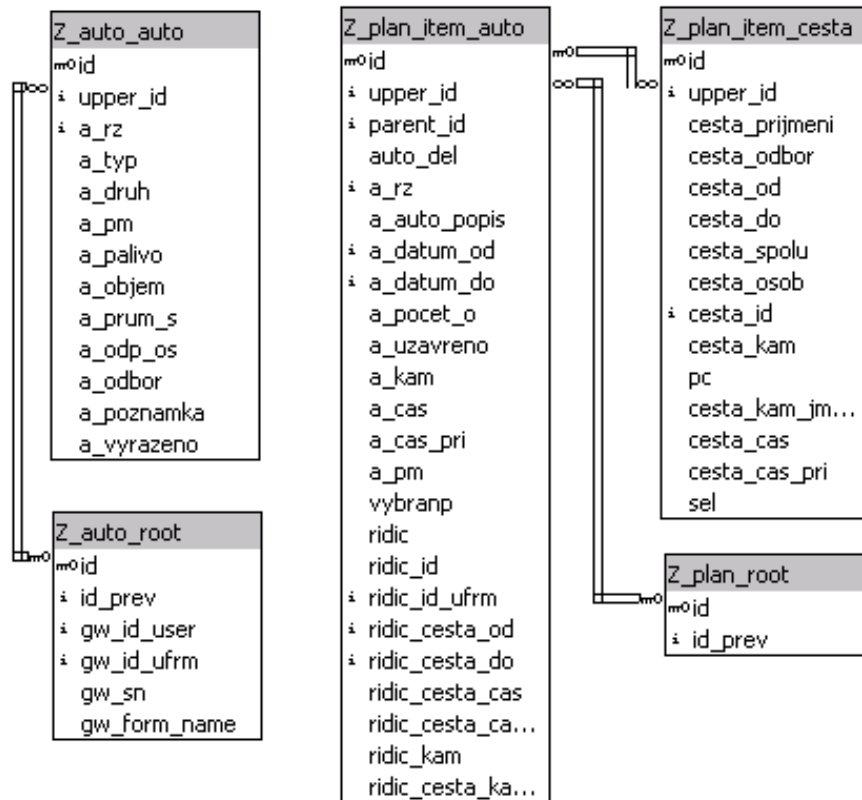 Z_auto_auto
id
upper_id
a_rz
a_typ
a_druh
a_pm
a_palivo
a_objem
a_prum_s
a_odp_os
a_odbor
a_poznamka
a_vyrazeno
Z_auto_root
id
id_prev
gw_id_user
gw_id_ufrm
gw_sn
gw_form_name
Z_plan_item_auto
id
upper_id
parent_id
auto_del
a_rz
a_auto_popis
a_datum_od
a_datum_do
a_pocet_o
a_uzavreno
a_kam
a_cas
a_cas_pri
a_pm
vybranp
ridic
ridic_id
ridic_id_ufrm
ridic_cesta_od
ridic_cesta_do
ridic_cesta_cas
ridic_cesta_ca...
ridic_kam
ridic_cesta_ka...
Z_plan_item_cesta
id
upper_id
cesta_prijmeni
cesta_odbor
cesta_od
cesta_do
cesta_spolu
cesta_osob
cesta_id
cesta_kam
pc
cesta_kam_jm...
cesta_cas
cesta_cas_pri
sel
Z_plan_root
id
id_prev